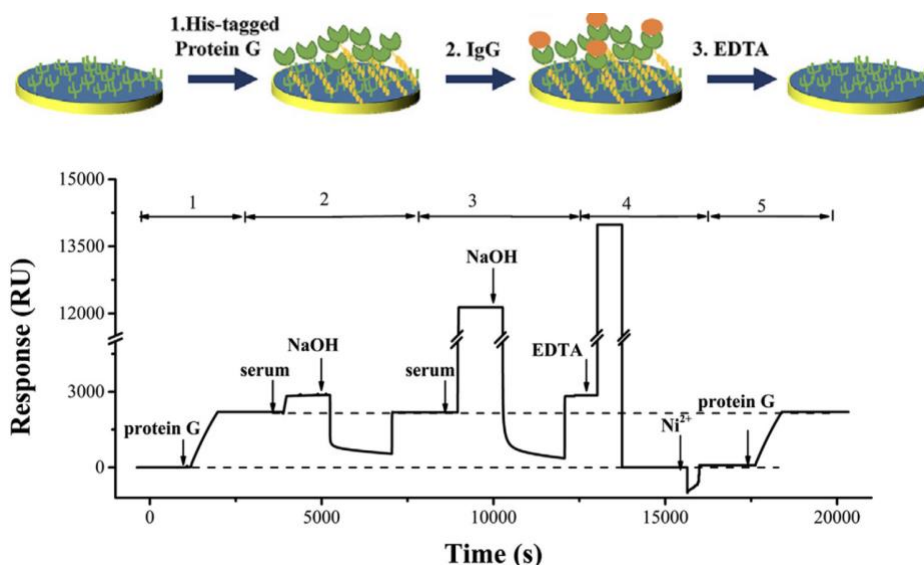 1.His-tagged
Protein G
2. IgG
3. EDTA
15000
13500
12000
3000
0
Response (RU)
1
2
3
4
5
protein G
serum
NaOH
serum
NaOH
EDTA
Ni²⁺
protein G
0
5000
10000
15000
20000
Time (s)